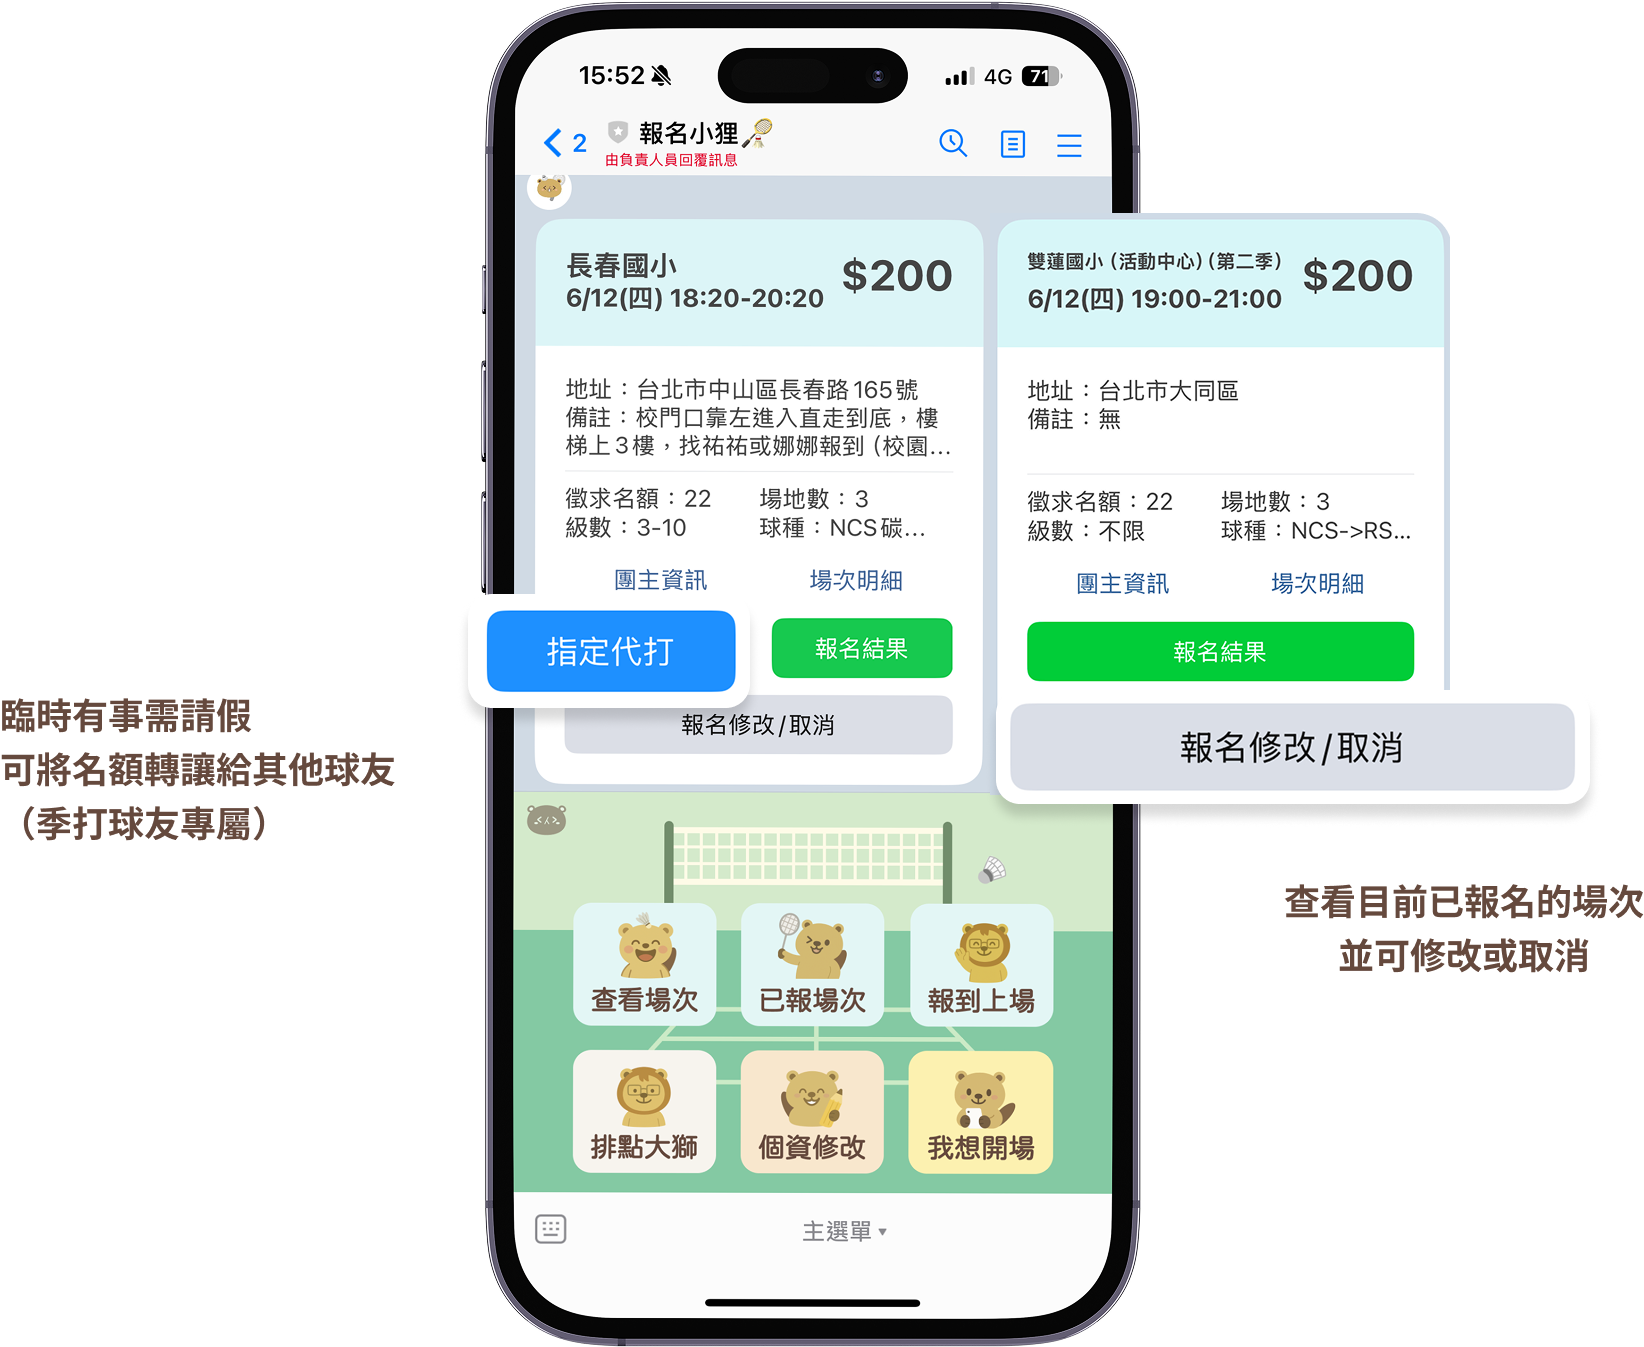 15:52
4G 71
2
報名小狸
由負責人員回覆訊息
長春國小
6/12(四) 18:20-20:20
$200
地址：台北市中山區長春路165號
備註：校門口靠左進入直走到底，樓
梯上3樓，找祐祐或娜娜報到（校園...
徵求名額：22
場地數：3
級數：3-10
球種：NCS碳...
團主資訊
場次明細
指定代打
報名結果
報名修改/取消
雙蓮國小（活動中心）（第二季）
6/12(四) 19:00-21:00
$200
地址：台北市大同區
備註：無
徵求名額：22
場地數：3
級數：不限
球種：NCS->RS...
團主資訊
場次明細
報名結果
報名修改/取消
臨時有事需請假
可將名額轉讓給其他球友
（季打球友專屬）
查看目前已報名的場次
並可修改或取消
查看場次
已報場次
報到上場
排點大獅
個資修改
我想開場
主選單▾